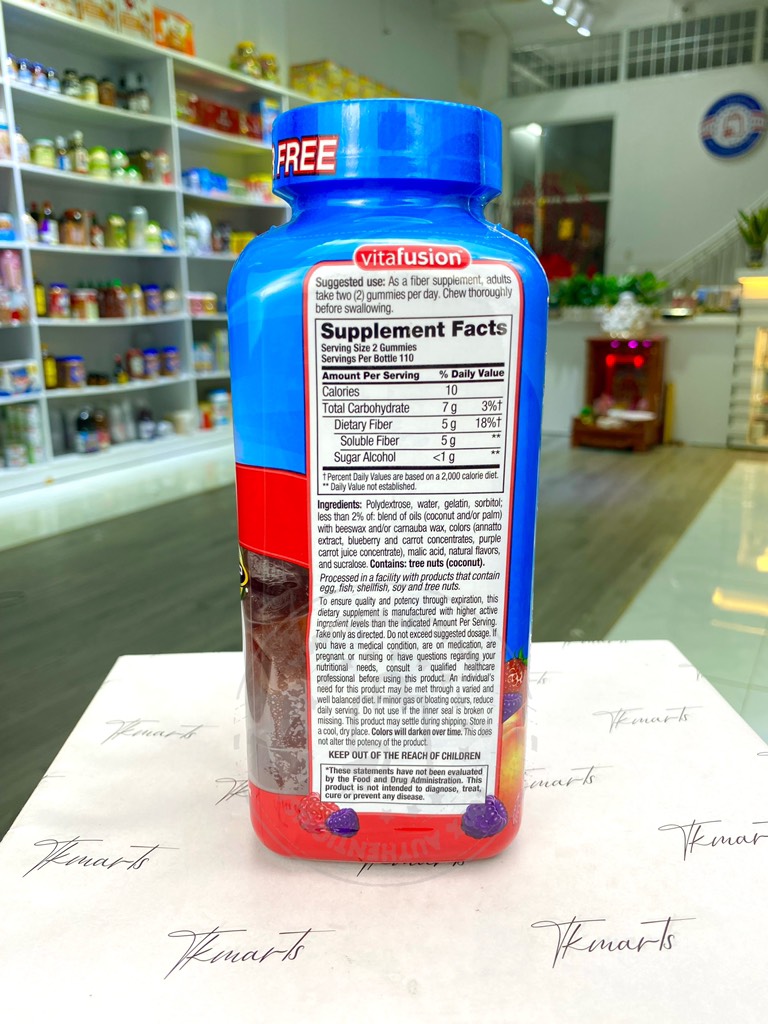 FREE
vitafusion
Suggested use: As a fiber supplement, adults
take two (2) gummies per day. Chew thoroughly
before swallowing.
Supplement Facts
Serving Size 2 Gummies
Servings Per Bottle 110
Amount Per Serving % Daily Value
Calories 10
Total Carbohydrate 7 g 3%†
Dietary Fiber 5 g 18%†
Soluble Fiber 5 g **
Sugar Alcohol <1 g **
† Percent Daily Values are based on a 2,000 calorie diet.
** Daily Value not established.
Ingredients: Polydextrose, water, gelatin, sorbitol;
less than 2% of: blend of oils (coconut and/or palm)
with beeswax and/or carnauba wax, colors (annatto
extract, blueberry and carrot concentrates, purple
carrot juice concentrate), malic acid, natural flavors,
and sucralose. Contains: tree nuts (coconut).
Processed in a facility with products that contain
egg, fish, shellfish, soy and tree nuts.
To ensure quality and potency through expiration, this
dietary supplement is manufactured with higher active
ingredient levels than the indicated Amount Per Serving.
Take only as directed. Do not exceed suggested dosage. If
you have a medical condition, are on medication, are
pregnant or nursing or have questions regarding your
nutritional needs, consult a qualified healthcare
professional before using this product. An individual's
need for this product may be met through a varied and
well balanced diet. If minor gas or bloating occurs, reduce
daily serving. Do not use if the inner seal is broken or
missing. This product may settle during shipping. Store in
a cool, dry place. Colors will darken over time. This does
not alter the potency of the product.
KEEP OUT OF THE REACH OF CHILDREN
*These statements have not been evaluated
by the Food and Drug Administration. This
product is not intended to diagnose, treat,
cure or prevent any disease.
AUTHENTI
Tkmarts
Tkmarts
Tkmarts
Tkmarts
Tkmarts
Tkmarts